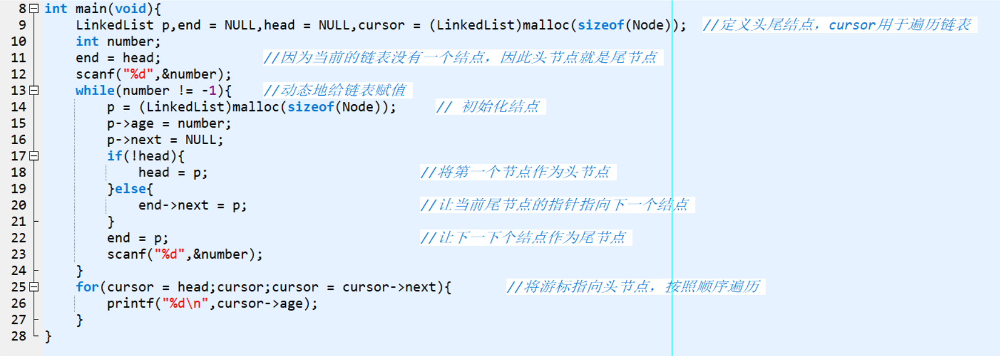 8 int main(void){
9 LinkedList p,end = NULL,head = NULL,cursor = (LinkedList)malloc(sizeof(Node)); //定义头尾结点，cursor用于遍历链表
10 int number;
11 end = head; //因为当前的链表没有一个结点，因此头节点就是尾节点
12 scanf("%d",&number);
13 while(number != -1){ //动态地给链表赋值
14 p = (LinkedList)malloc(sizeof(Node)); // 初始化结点
15 p->age = number;
16 p->next = NULL;
17 if(!head){
18 head = p; //将第一个节点作为头节点
19 }else{
20 end->next = p; //让当前尾节点的指针指向下一个结点
21 }
22 end = p; //让下一下个结点作为尾节点
23 scanf("%d",&number);
24 }
25 for(cursor = head;cursor;cursor = cursor->next){ //将游标指向头节点，按照顺序遍历
26 printf("%d\n",cursor->age);
27 }
28 }